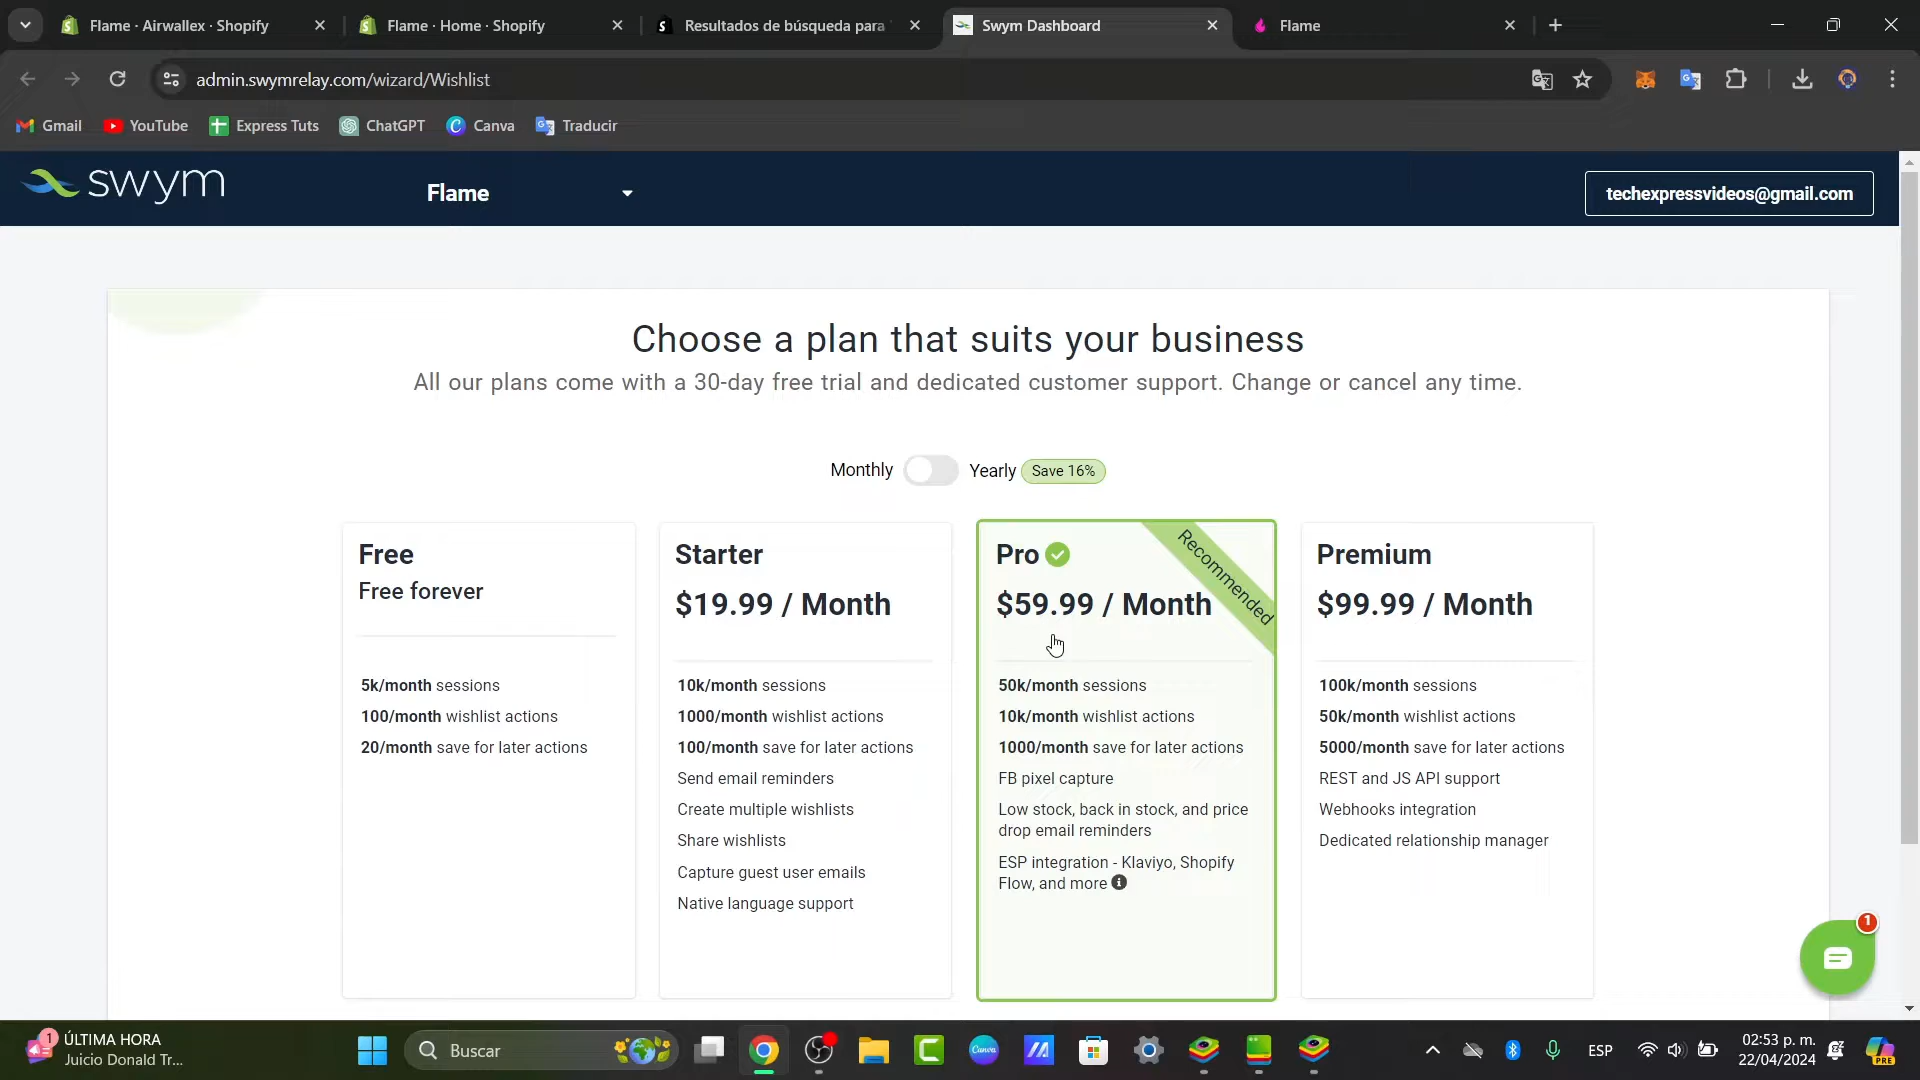 Flame · Airwallex · Shopify
Flame · Home · Shopify
Resultados de búsqueda para
Swym Dashboard
Flame
admin.swymrelay.com/wizard/Wishlist
Gmail
YouTube
Express Tuts
ChatGPT
Canva
Traducir
swym
Flame
techexpressvideos@gmail.com
Choose a plan that suits your business
All our plans come with a 30-day free trial and dedicated customer support. Change or cancel any time.
Monthly
Yearly
Save 16%
Free
Free forever
5k/month sessions
100/month wishlist actions
20/month save for later actions
Starter
$19.99 / Month
10k/month sessions
1000/month wishlist actions
100/month save for later actions
Send email reminders
Create multiple wishlists
Share wishlists
Capture guest user emails
Native language support
Pro
Recommended
$59.99 / Month
50k/month sessions
10k/month wishlist actions
1000/month save for later actions
FB pixel capture
Low stock, back in stock, and price
drop email reminders
ESP integration - Klaviyo, Shopify
Flow, and more
Premium
$99.99 / Month
100k/month sessions
50k/month wishlist actions
5000/month save for later actions
REST and JS API support
Webhooks integration
Dedicated relationship manager
1
1
ÚLTIMA HORA
Juicio Donald Tr...
Buscar
Canva
ESP
02:53 p. m.
22/04/2024
PRE